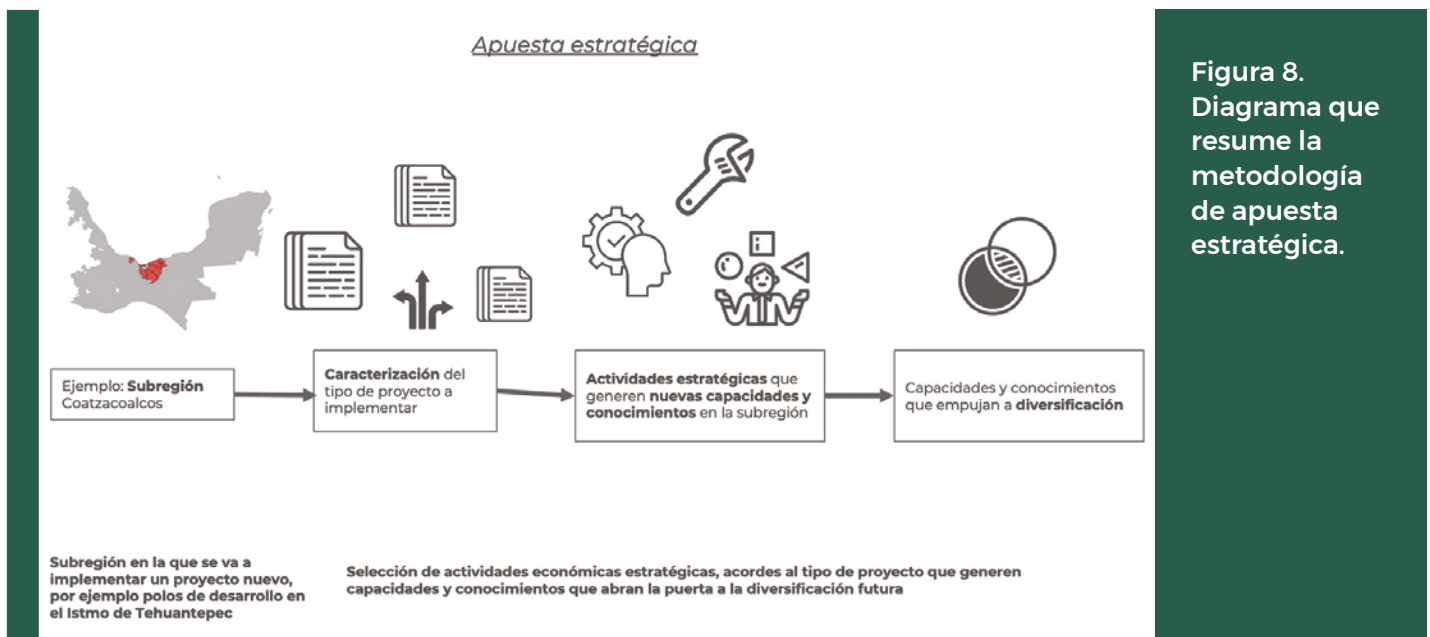 Apuesta estratégica
Figura 8.
Diagrama que
resume la
metodología
de apuesta
estratégica.
Ejemplo: Subregión
Coatzacoalcos
Caracterización del
tipo de proyecto a
implementar
Actividades estratégicas que
generen nuevas capacidades y
conocimientos en la subregión
Capacidades y conocimientos
que empujan a diversificación
Subregión en la que se va a
implementar un proyecto nuevo,
por ejemplo polos de desarrollo en
el Istmo de Tehuantepec
Selección de actividades económicas estratégicas, acordes al tipo de proyecto que generen
capacidades y conocimientos que abran la puerta a la diversificación futura